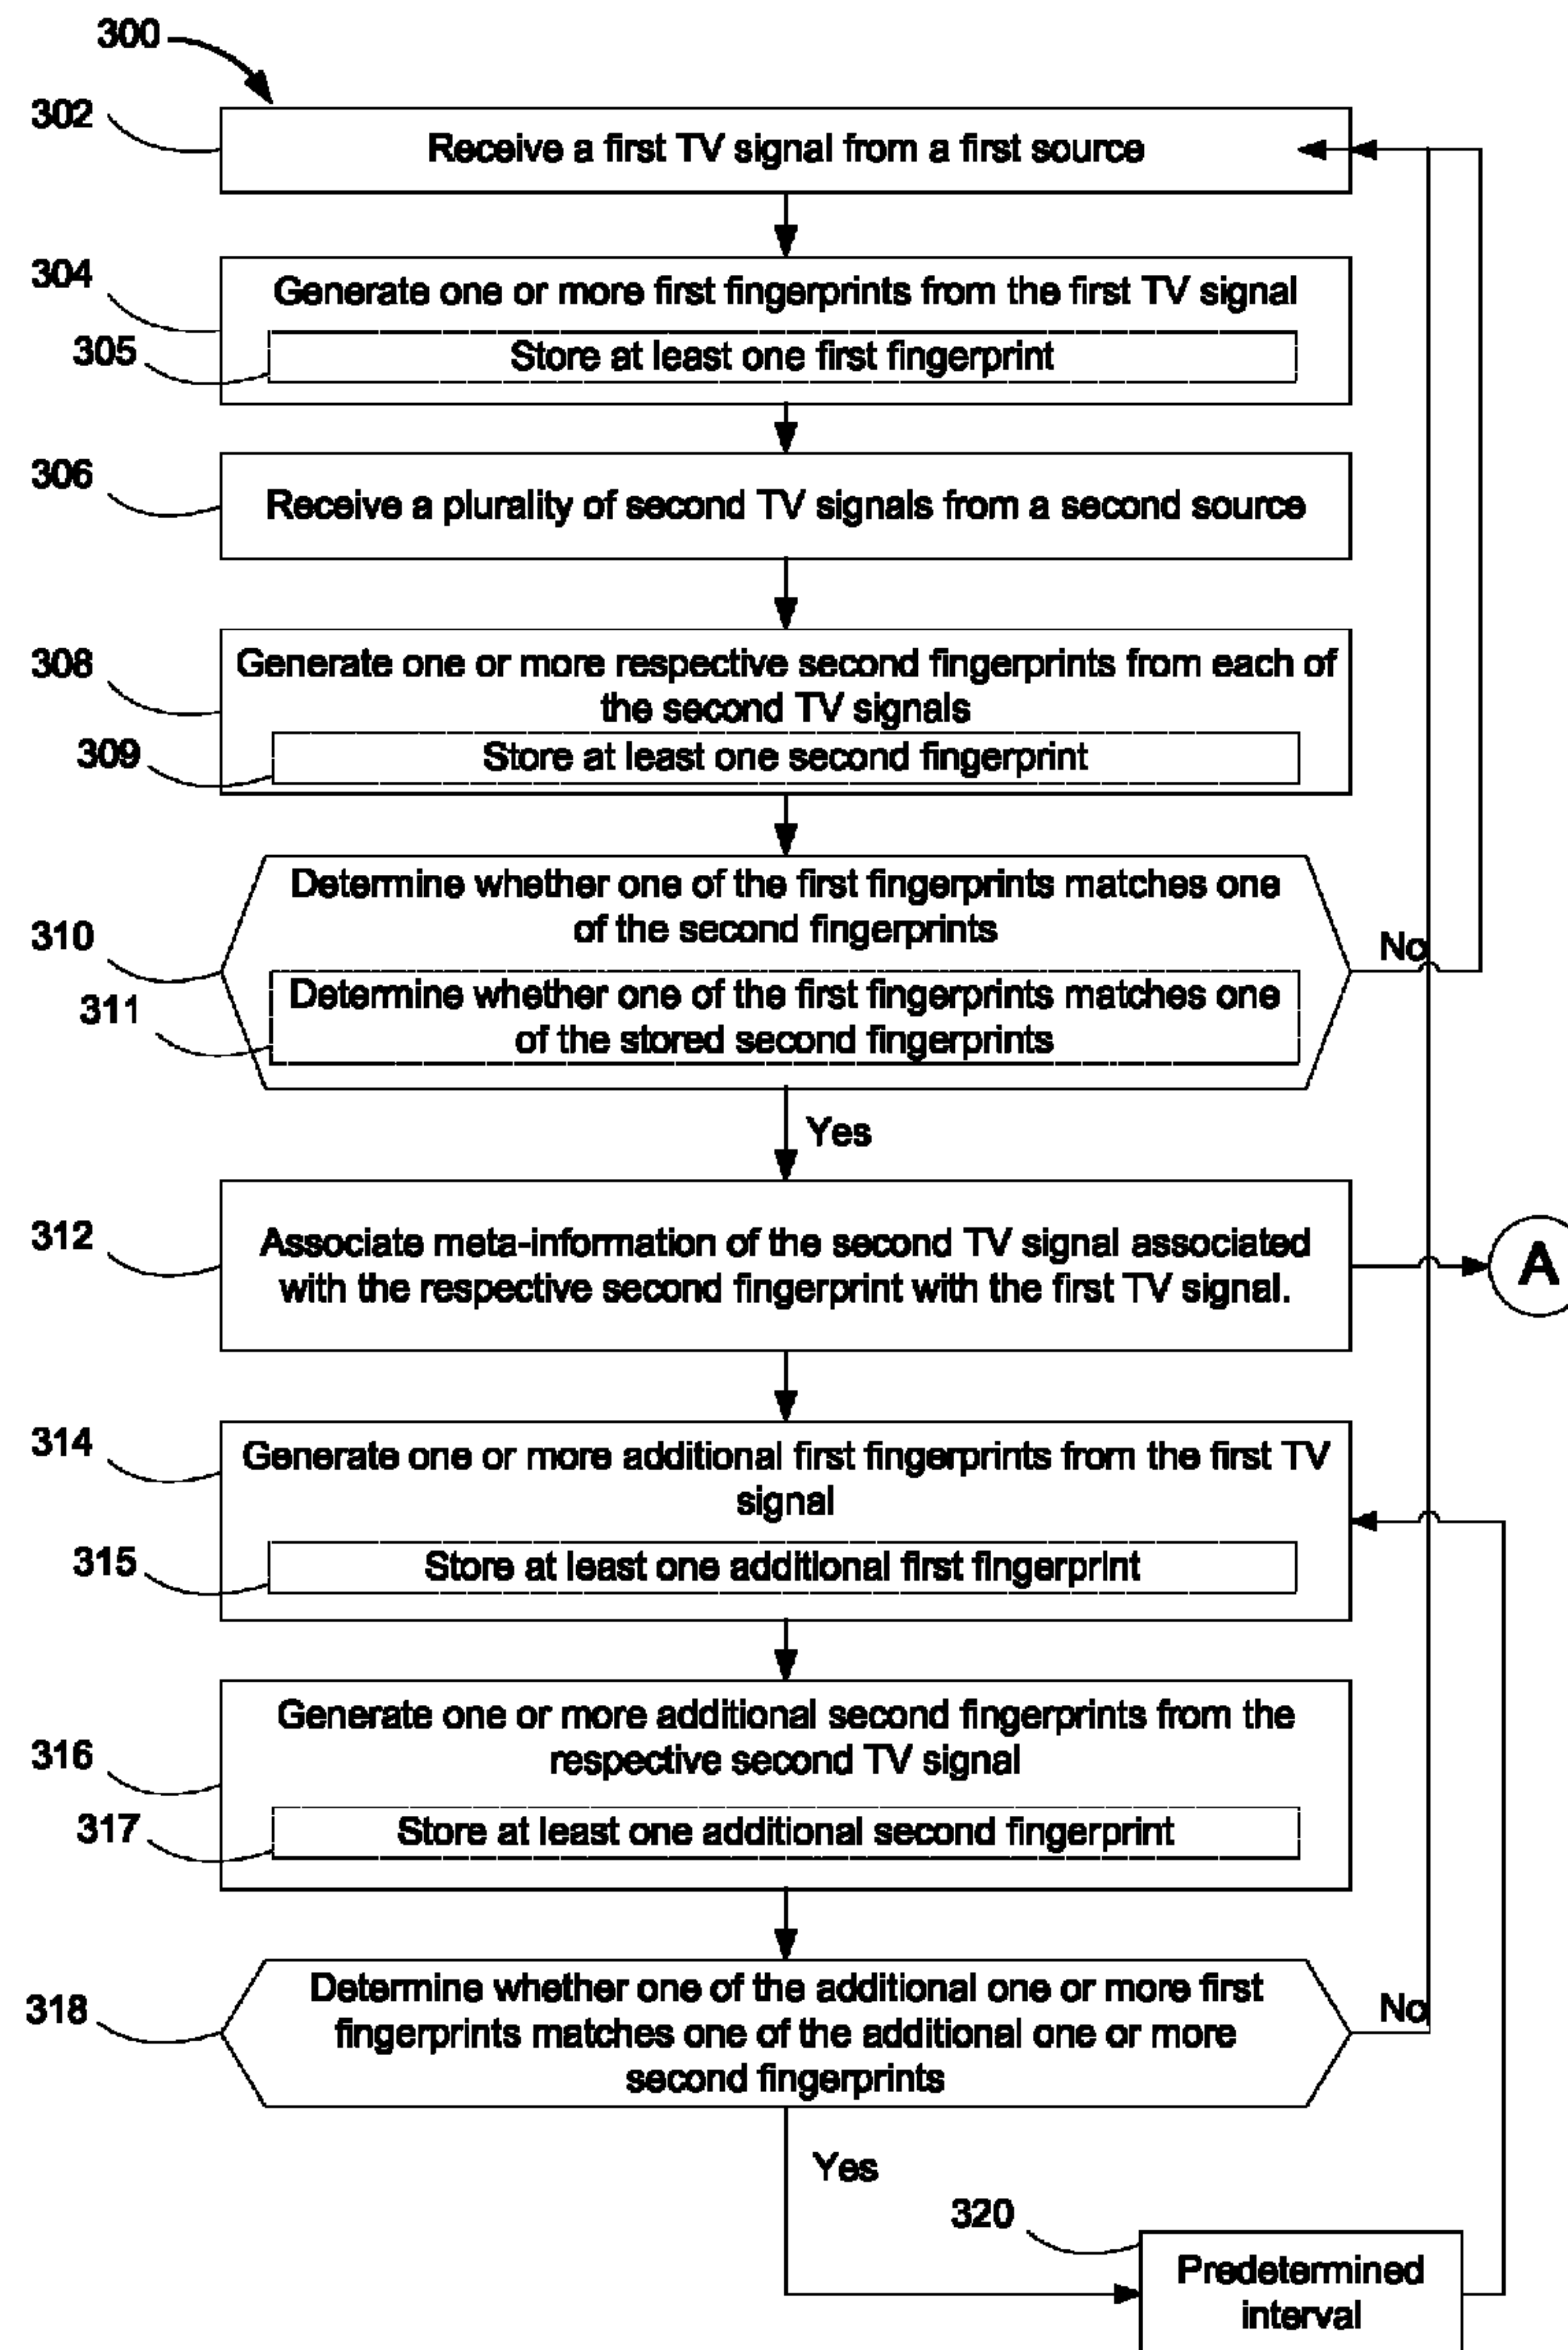 300
302
Receive a first TV signal from a first source
304
Generate one or more first fingerprints from the first TV signal
305
Store at least one first fingerprint
306
Receive a plurality of second TV signals from a second source
308
Generate one or more respective second fingerprints from each of
the second TV signals
309
Store at least one second fingerprint
310
Determine whether one of the first fingerprints matches one
of the second fingerprints
No
311
Determine whether one of the first fingerprints matches one
of the stored second fingerprints
Yes
312
Associate meta-information of the second TV signal associated
with the respective second fingerprint with the first TV signal.
A
314
Generate one or more additional first fingerprints from the first TV
signal
315
Store at least one additional first fingerprint
316
Generate one or more additional second fingerprints from the
respective second TV signal
317
Store at least one additional second fingerprint
318
Determine whether one of the additional one or more first
fingerprints matches one of the additional one or more
second fingerprints
No
Yes
320
Predetermined
interval